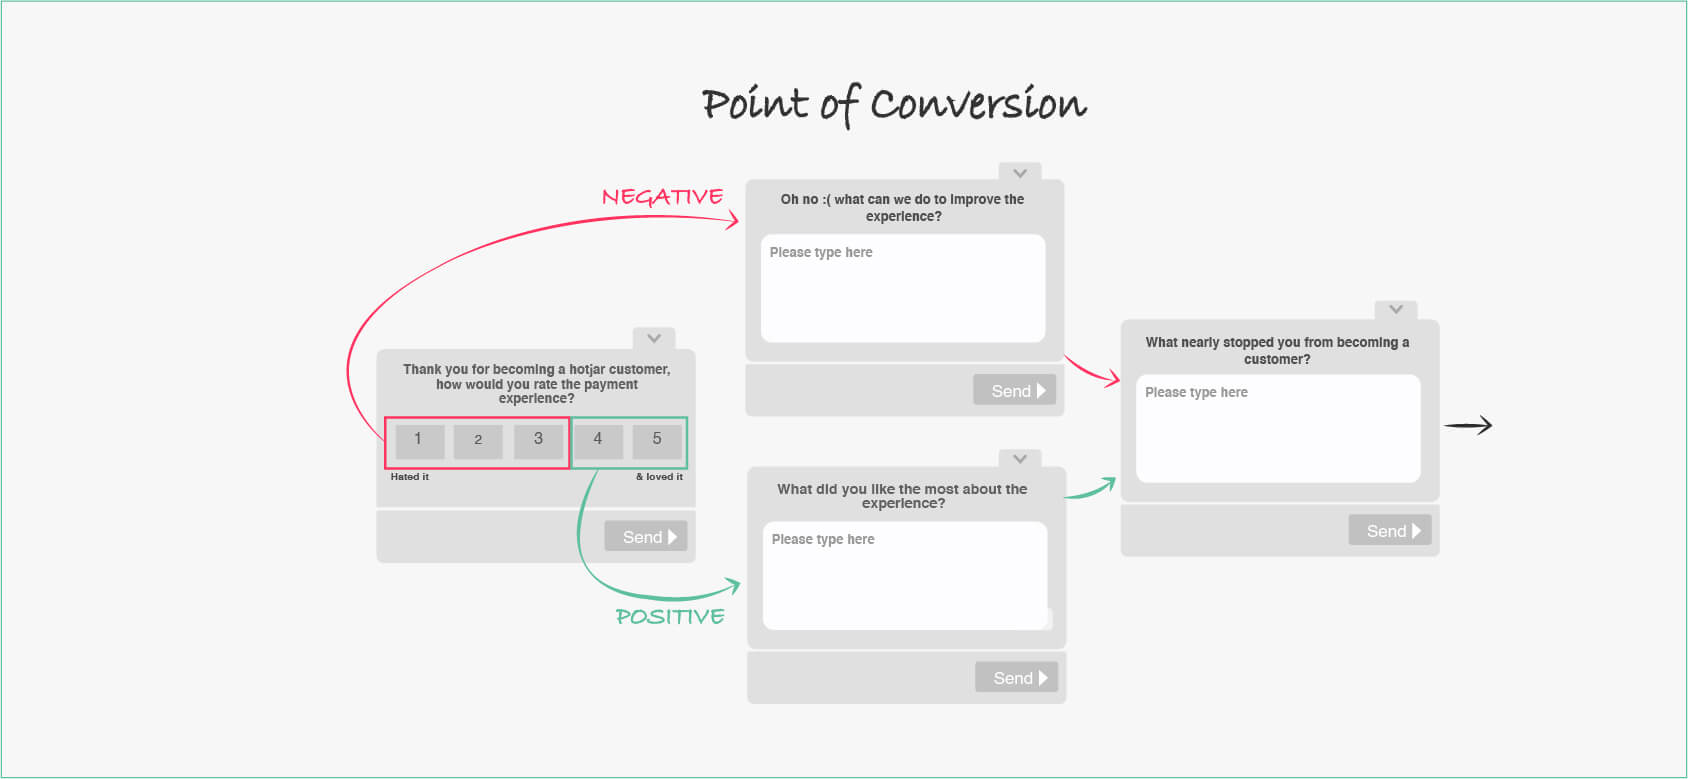 Point of Conversion
NEGATIVE
Oh no :( what can we do to improve the
experience?
Please type here
Send
Thank you for becoming a hotjar customer,
how would you rate the payment
experience?
1 2 3 4 5
Hated it & loved it
Send
POSITIVE
What did you like the most about the
experience?
Please type here
Send
What nearly stopped you from becoming a
customer?
Please type here
Send